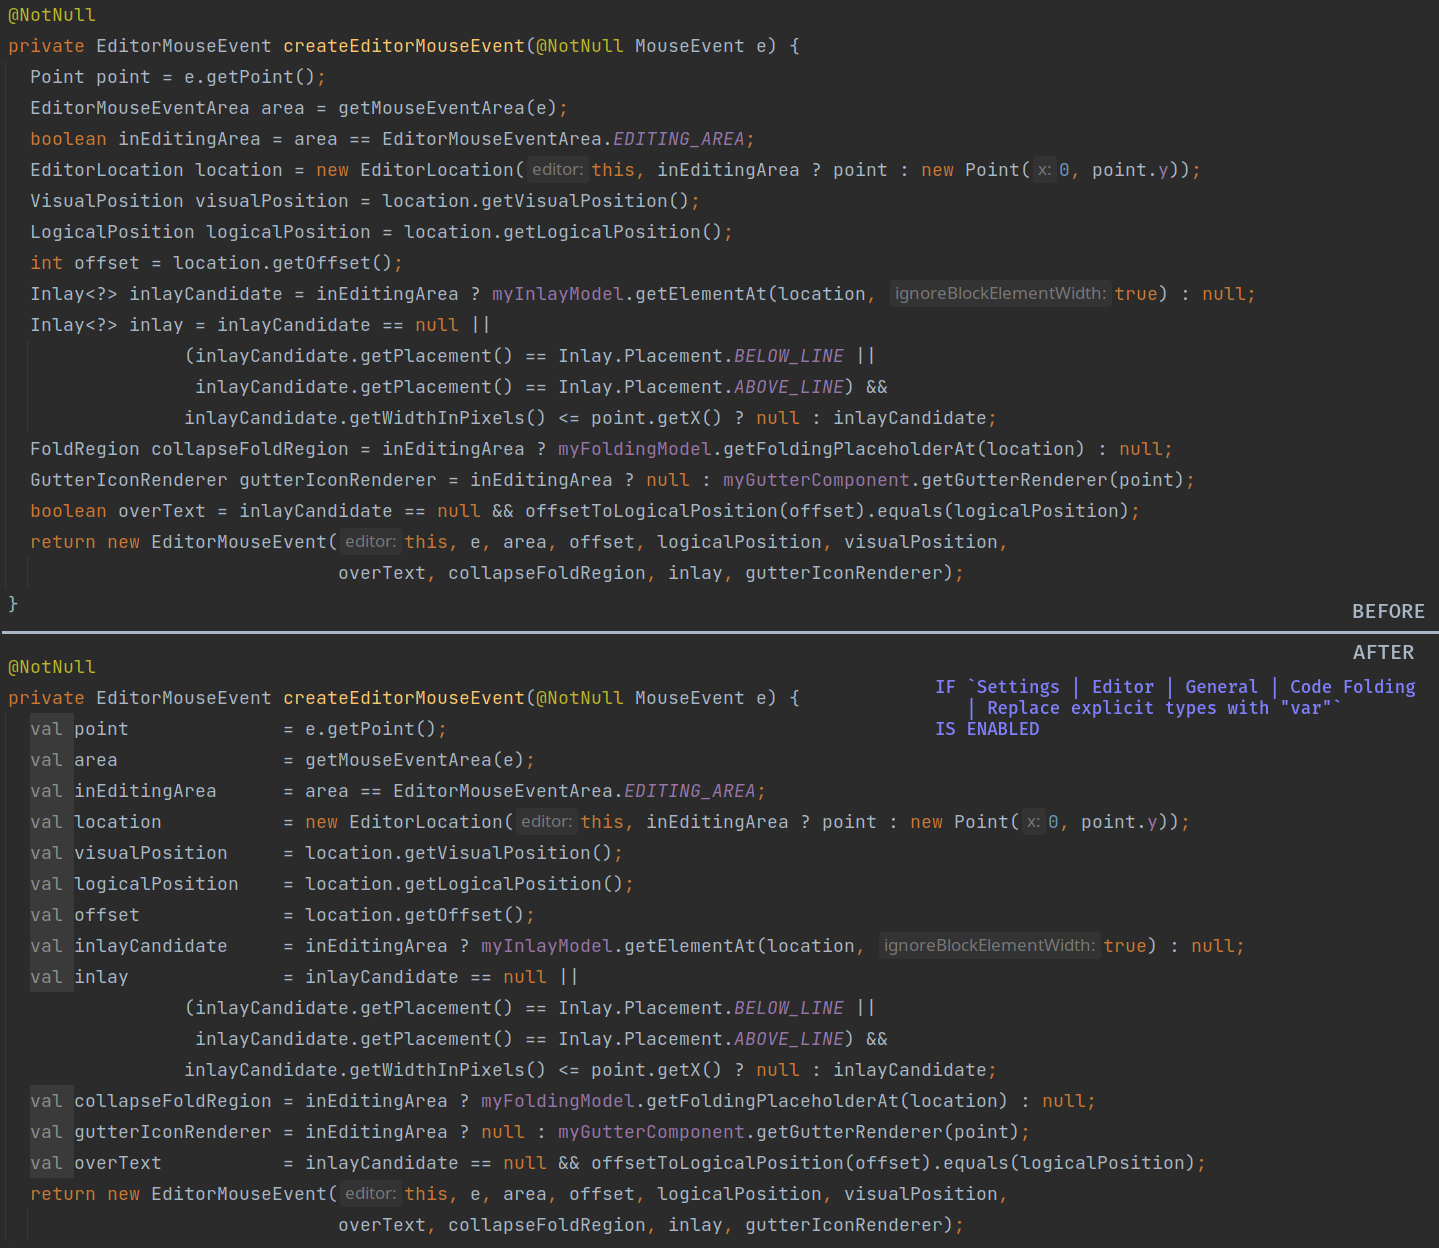 @NotNull
private EditorMouseEvent createEditorMouseEvent(@NotNull MouseEvent e) {
  Point point = e.getPoint();
  EditorMouseEventArea area = getMouseEventArea(e);
  boolean inEditingArea = area == EditorMouseEventArea.EDITING_AREA;
  EditorLocation location = new EditorLocation( editor: this, inEditingArea ? point : new Point( x: 0, point.y));
  VisualPosition visualPosition = location.getVisualPosition();
  LogicalPosition logicalPosition = location.getLogicalPosition();
  int offset = location.getOffset();
  Inlay<?> inlayCandidate = inEditingArea ? myInlayModel.getElementAt(location, ignoreBlockElementWidth: true) : null;
  Inlay<?> inlay = inlayCandidate == null ||
                (inlayCandidate.getPlacement() == Inlay.Placement.BELOW_LINE ||
                 inlayCandidate.getPlacement() == Inlay.Placement.ABOVE_LINE) &&
                inlayCandidate.getWidthInPixels() <= point.getX() ? null : inlayCandidate;
  FoldRegion collapseFoldRegion = inEditingArea ? myFoldingModel.getFoldingPlaceholderAt(location) : null;
  GutterIconRenderer gutterIconRenderer = inEditingArea ? null : myGutterComponent.getGutterRenderer(point);
  boolean overText = inlayCandidate == null && offsetToLogicalPosition(offset).equals(logicalPosition);
  return new EditorMouseEvent( editor: this, e, area, offset, logicalPosition, visualPosition,
                              overText, collapseFoldRegion, inlay, gutterIconRenderer);
}
BEFORE
AFTER
@NotNull
private EditorMouseEvent createEditorMouseEvent(@NotNull MouseEvent e) {
IF `Settings | Editor | General | Code Folding
   | Replace explicit types with "var"`
IS ENABLED
  val point              = e.getPoint();
  val area               = getMouseEventArea(e);
  val inEditingArea      = area == EditorMouseEventArea.EDITING_AREA;
  val location           = new EditorLocation( editor: this, inEditingArea ? point : new Point( x: 0, point.y));
  val visualPosition     = location.getVisualPosition();
  val logicalPosition    = location.getLogicalPosition();
  val offset             = location.getOffset();
  val inlayCandidate     = inEditingArea ? myInlayModel.getElementAt(location, ignoreBlockElementWidth: true) : null;
  val inlay              = inlayCandidate == null ||
                (inlayCandidate.getPlacement() == Inlay.Placement.BELOW_LINE ||
                 inlayCandidate.getPlacement() == Inlay.Placement.ABOVE_LINE) &&
                inlayCandidate.getWidthInPixels() <= point.getX() ? null : inlayCandidate;
  val collapseFoldRegion = inEditingArea ? myFoldingModel.getFoldingPlaceholderAt(location) : null;
  val gutterIconRenderer = inEditingArea ? null : myGutterComponent.getGutterRenderer(point);
  val overText           = inlayCandidate == null && offsetToLogicalPosition(offset).equals(logicalPosition);
  return new EditorMouseEvent( editor: this, e, area, offset, logicalPosition, visualPosition,
                              overText, collapseFoldRegion, inlay, gutterIconRenderer);